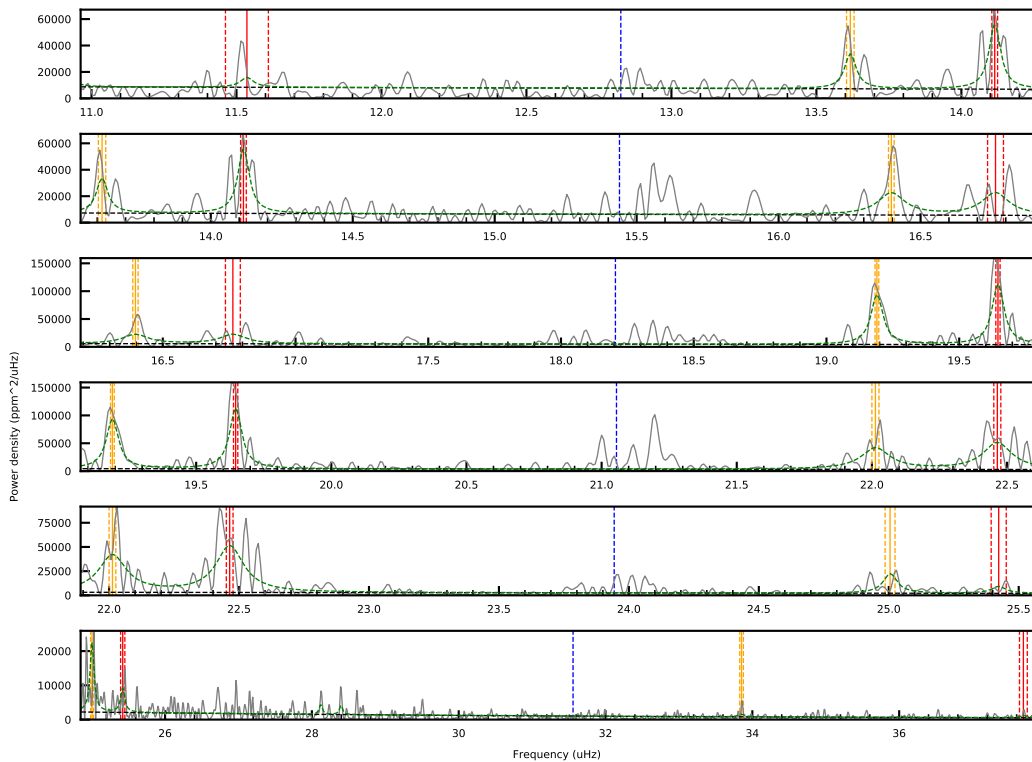 60000
40000
20000
0
11.0 11.5 12.0 12.5 13.0 13.5 14.0
60000
40000
20000
0
14.0 14.5 15.0 15.5 16.0 16.5
150000
100000
50000
0
16.5 17.0 17.5 18.0 18.5 19.0 19.5
150000
100000
50000
0
19.5 20.0 20.5 21.0 21.5 22.0 22.5
Power density (ppm^2/uHz)
75000
50000
25000
0
22.0 22.5 23.0 23.5 24.0 24.5 25.0 25.5
20000
10000
0
26 28 30 32 34 36
Frequency (uHz)